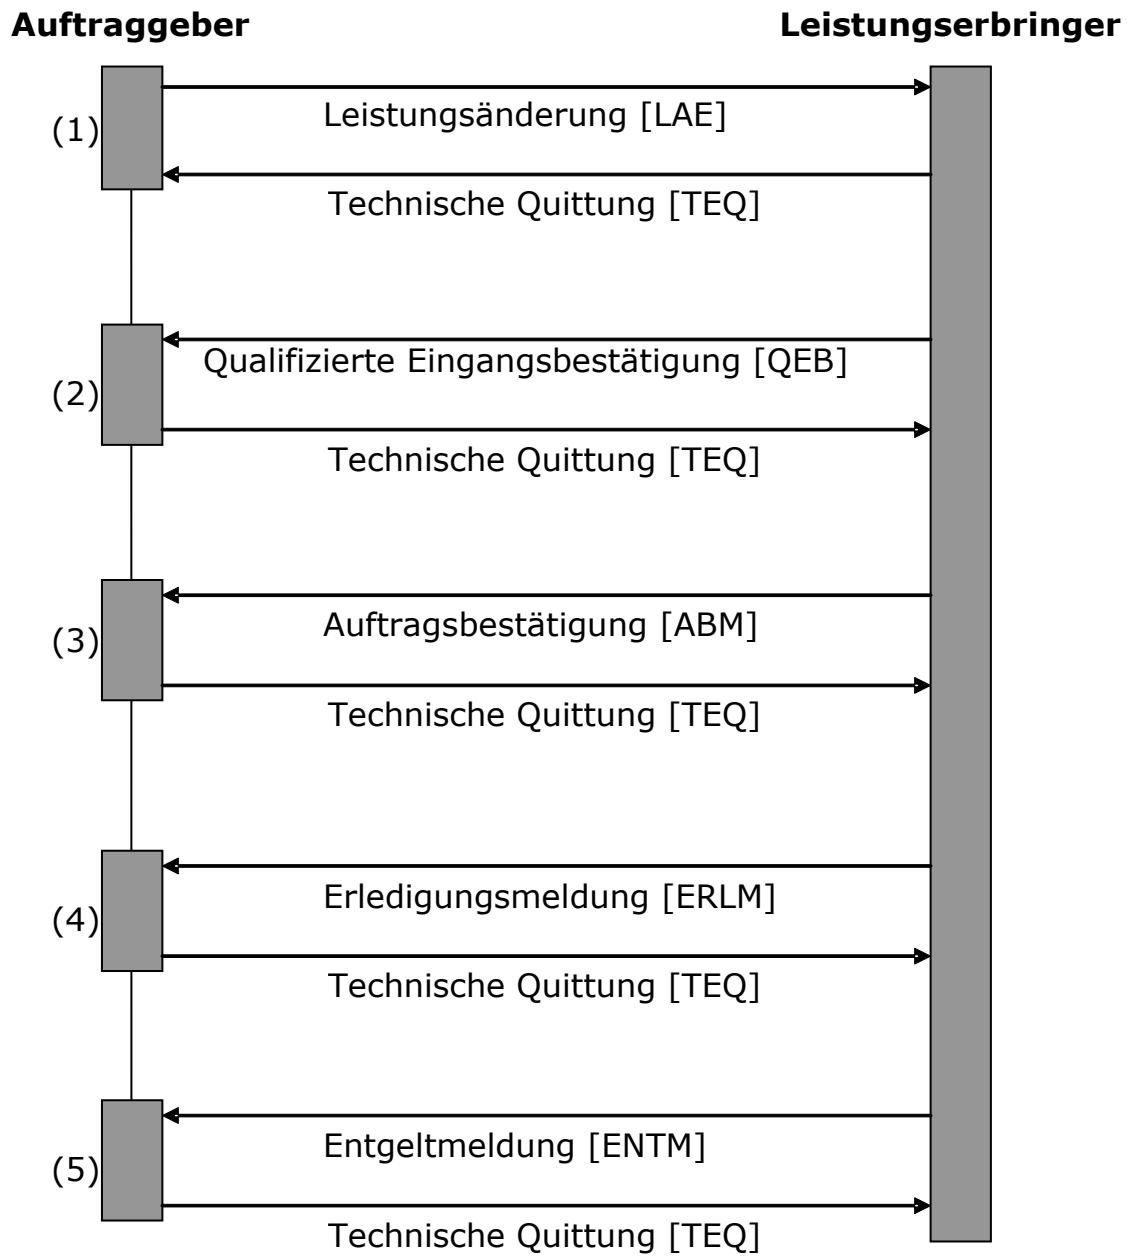 Auftraggeber
Leistungserbringer
Leistungsänderung [LAE]
(1)
Technische Quittung [TEQ]
Qualifizierte Eingangsbestätigung [QEB]
(2)
Technische Quittung [TEQ]
Auftragsbestätigung [ABM]
(3)
Technische Quittung [TEQ]
Erledigungsmeldung [ERLM]
(4)
Technische Quittung [TEQ]
Entgeltmeldung [ENTM]
(5)
Technische Quittung [TEQ]